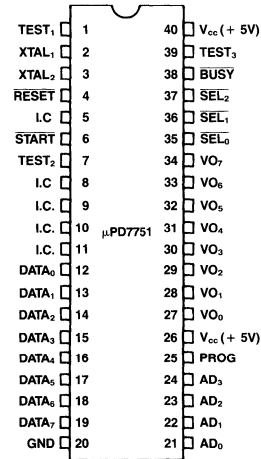 TEST₁ 1 40 Vcc (+ 5V)
XTAL₁ 2 39 TEST₃
XTAL₂ 3 38 BUSY
RESET 4 37 SEL₂
I.C 5 36 SEL₁
START 6 35 SEL₀
TEST₂ 7 34 VO₇
I.C 8 33 VO₆
I.C. 9 32 VO₅
I.C. 10 μPD7751 31 VO₄
I.C. 11 30 VO₃
DATA₀ 12 29 VO₂
DATA₁ 13 28 VO₁
DATA₂ 14 27 VO₀
DATA₃ 15 26 Vcc (+ 5V)
DATA₄ 16 25 PROG
DATA₅ 17 24 AD₃
DATA₆ 18 23 AD₂
DATA₇ 19 22 AD₁
GND 20 21 AD₀